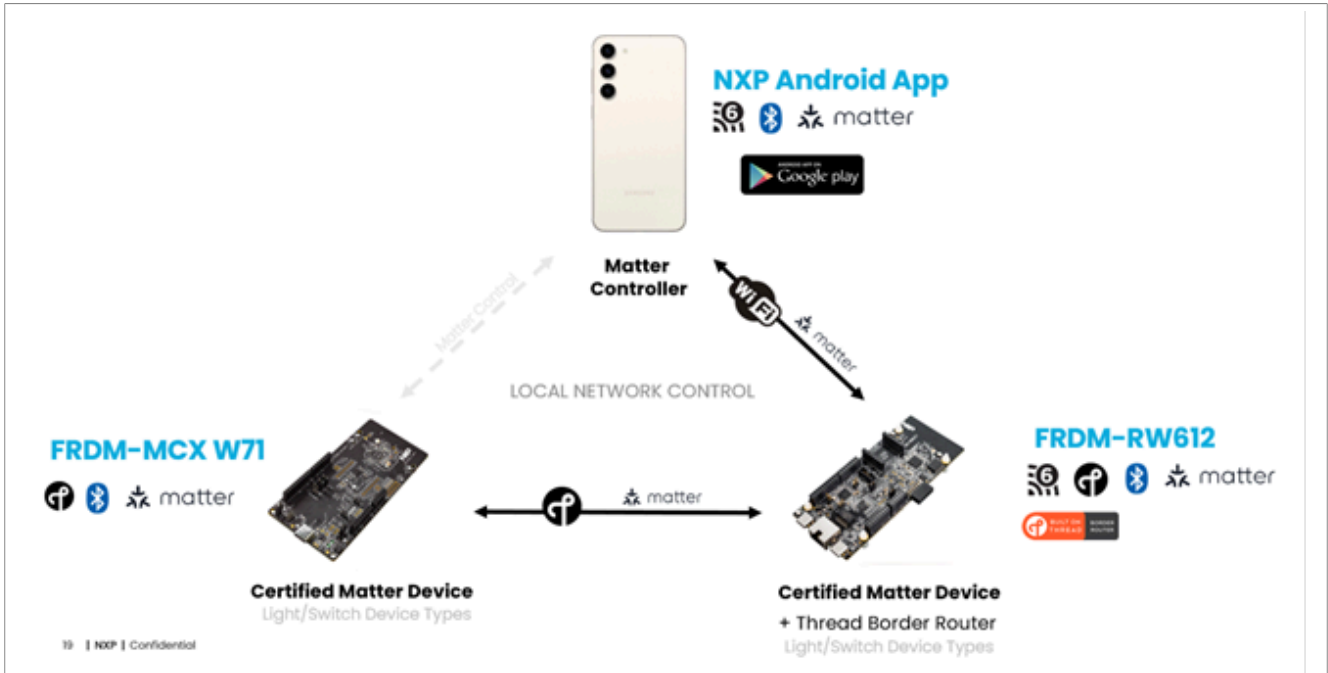 NXP Android App
6 matter
ANDROID APP ON
Google play
Matter
Controller
Matter Control
Wi Fi
matter
LOCAL NETWORK CONTROL
FRDM-MCX W71
matter
FRDM-RW612
6 matter
BUILT ON
THREAD
BORDER
ROUTER
matter
Certified Matter Device
Light/Switch Device Types
Certified Matter Device
+ Thread Border Router
Light/Switch Device Types
19 | NXP | Confidential